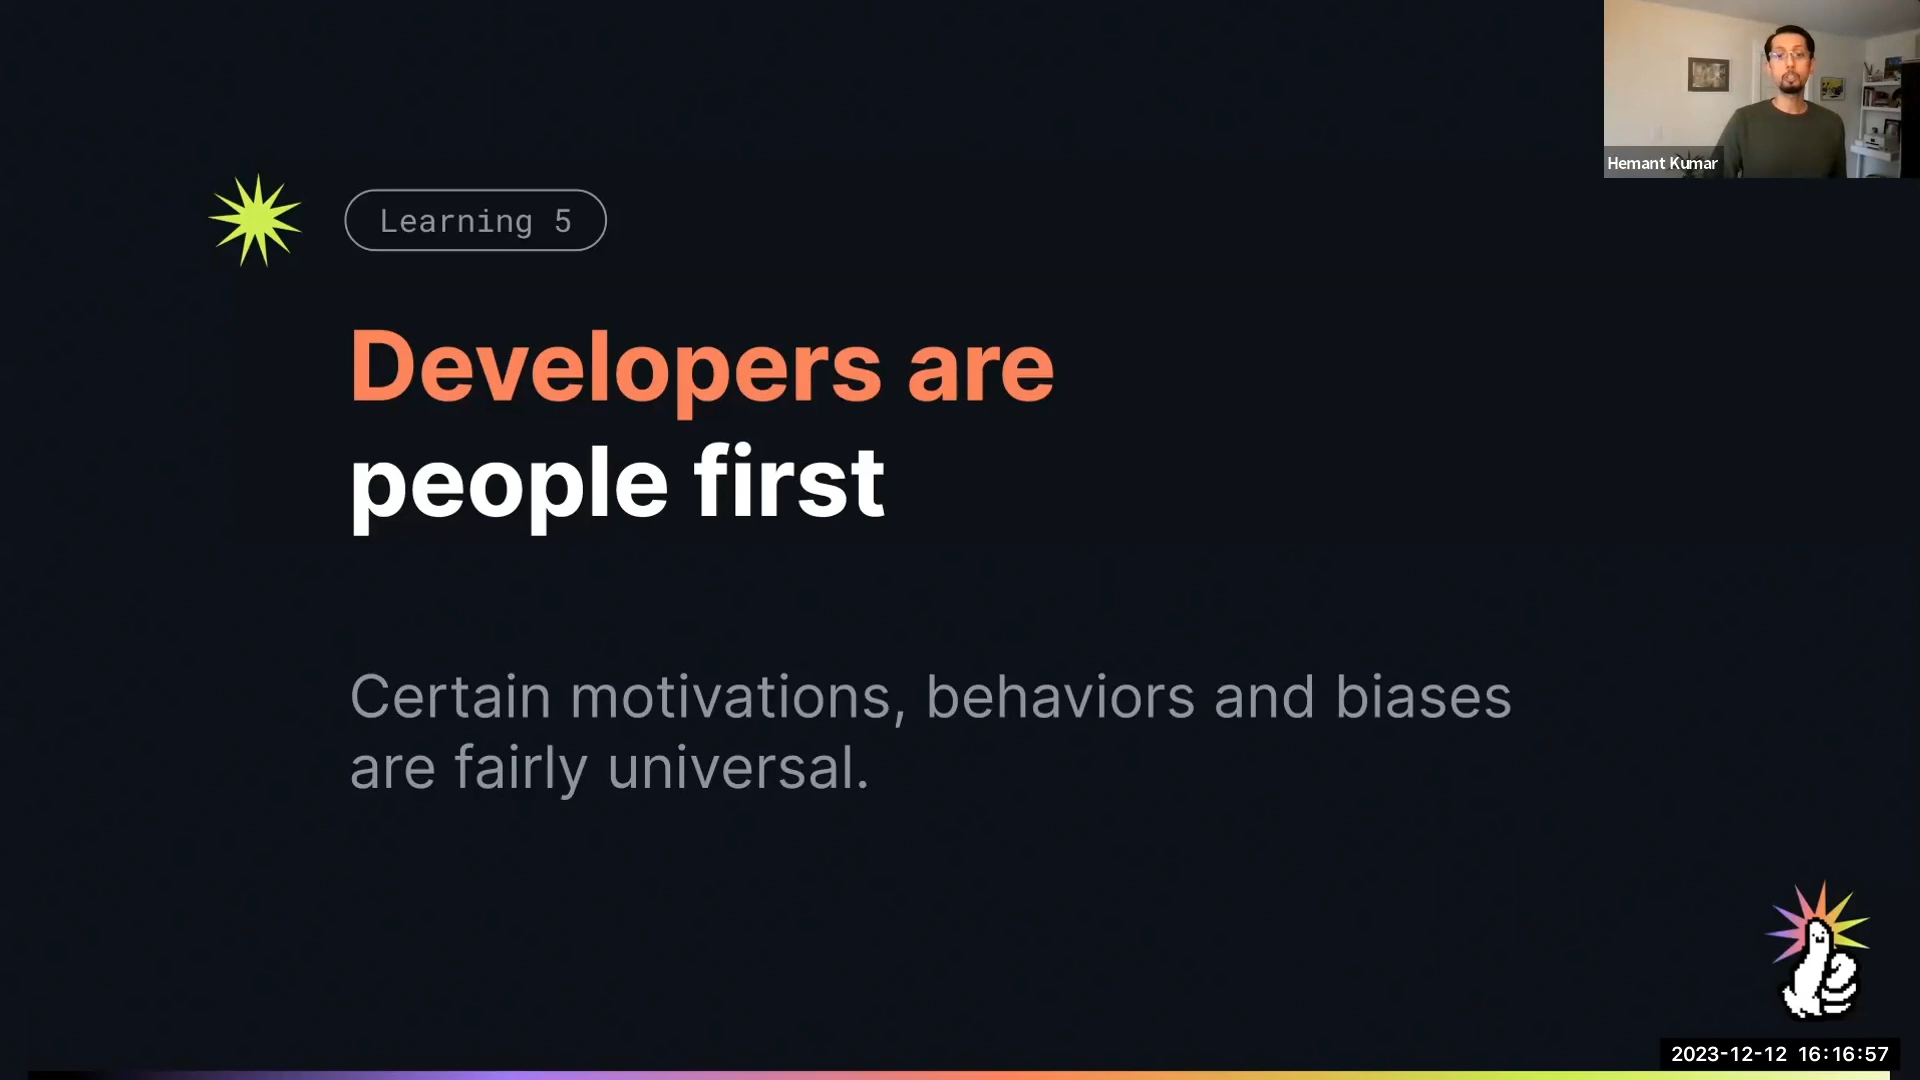 Hemant Kumar
Learning 5
Developers are
people first
Certain motivations, behaviors and biases
are fairly universal.
2023-12-12 16:16:57